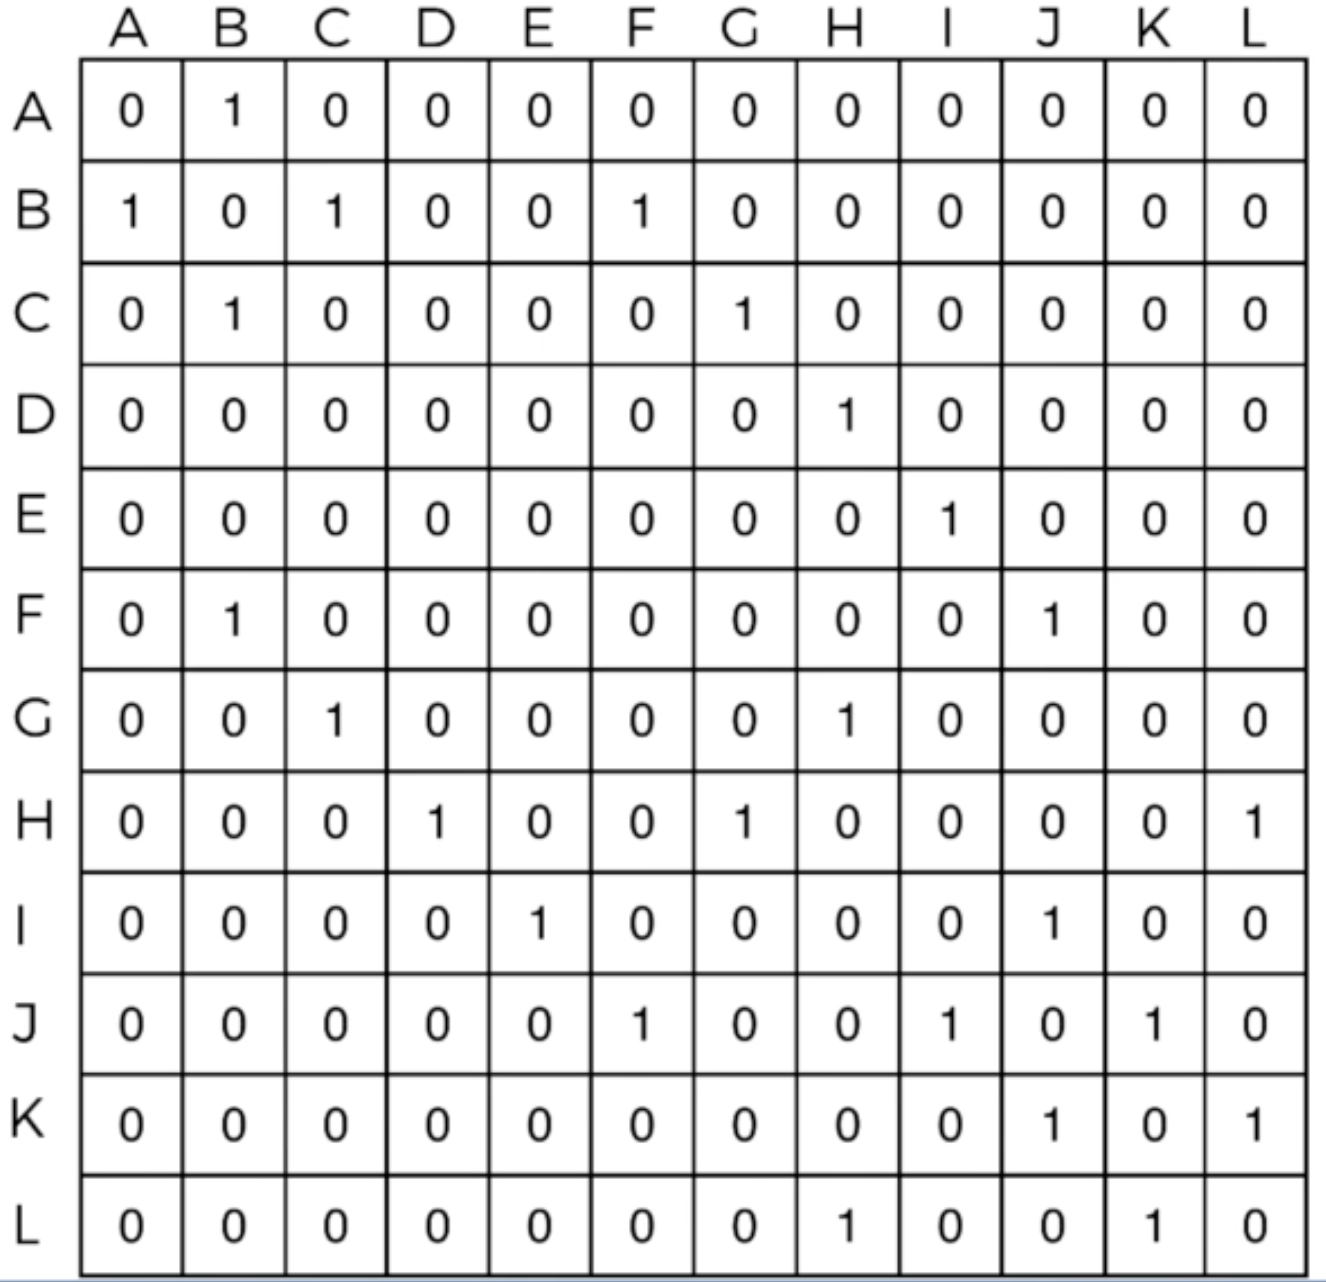 A B C D E F G H I J K L
A 0 1 0 0 0 0 0 0 0 0 0 0
B 1 0 1 0 0 1 0 0 0 0 0 0
C 0 1 0 0 0 0 1 0 0 0 0 0
D 0 0 0 0 0 0 0 1 0 0 0 0
E 0 0 0 0 0 0 0 0 1 0 0 0
F 0 1 0 0 0 0 0 0 0 1 0 0
G 0 0 1 0 0 0 0 1 0 0 0 0
H 0 0 0 1 0 0 1 0 0 0 0 1
I 0 0 0 0 1 0 0 0 0 1 0 0
J 0 0 0 0 0 1 0 0 1 0 1 0
K 0 0 0 0 0 0 0 0 0 1 0 1
L 0 0 0 0 0 0 0 1 0 0 1 0